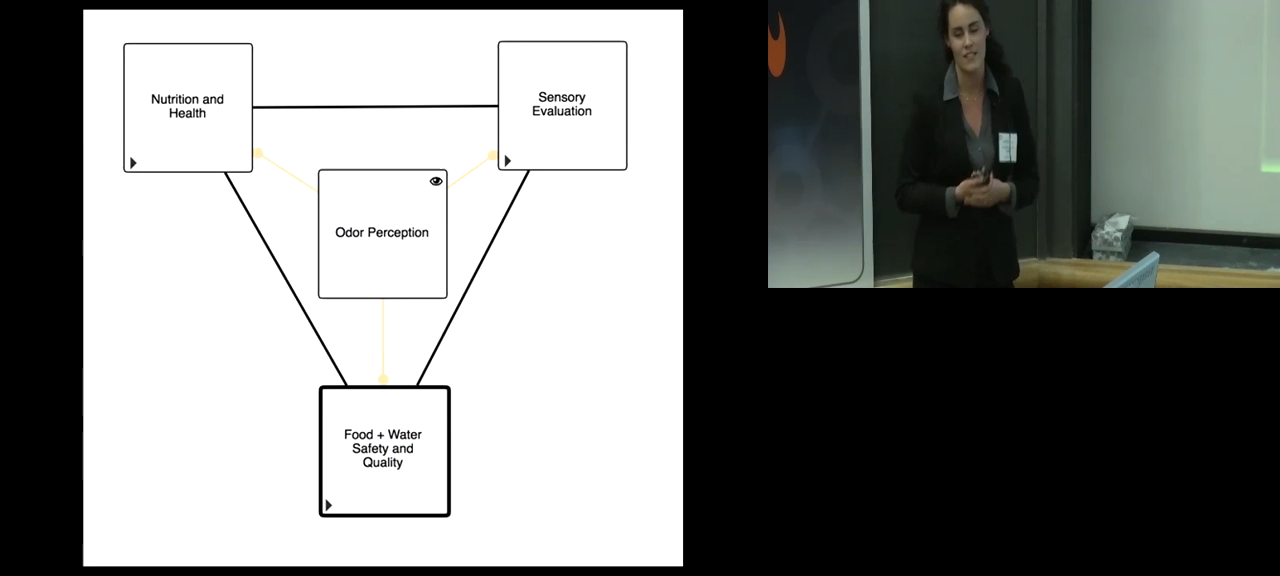 Nutrition and
Health
Sensory
Evaluation
Odor Perception
Food + Water
Safety and
Quality